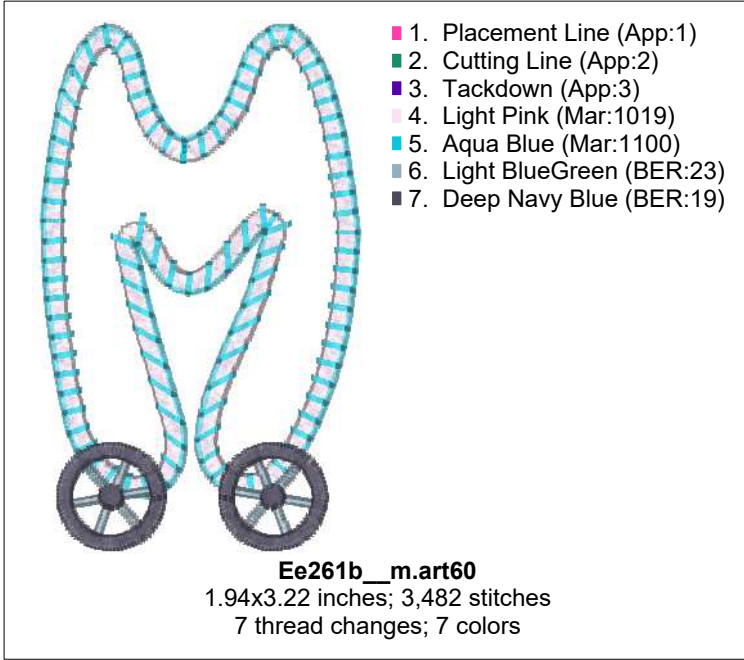 1. Placement Line (App:1)
2. Cutting Line (App:2)
3. Tackdown (App:3)
4. Light Pink (Mar:1019)
5. Aqua Blue (Mar:1100)
6. Light BlueGreen (BER:23)
7. Deep Navy Blue (BER:19)
M
Ee261b__m.art60
1.94x3.22 inches; 3,482 stitches
7 thread changes; 7 colors